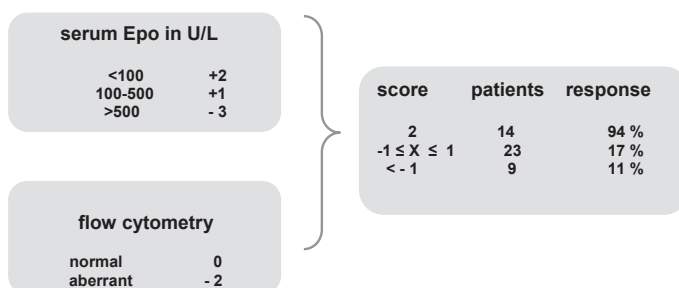 serum Epo in U/L
<100 +2
100-500 +1
>500 - 3
flow cytometry
normal 0
aberrant - 2
score patients response
2 14 94 %
-1 ≤ X ≤ 1 23 17 %
< - 1 9 11 %